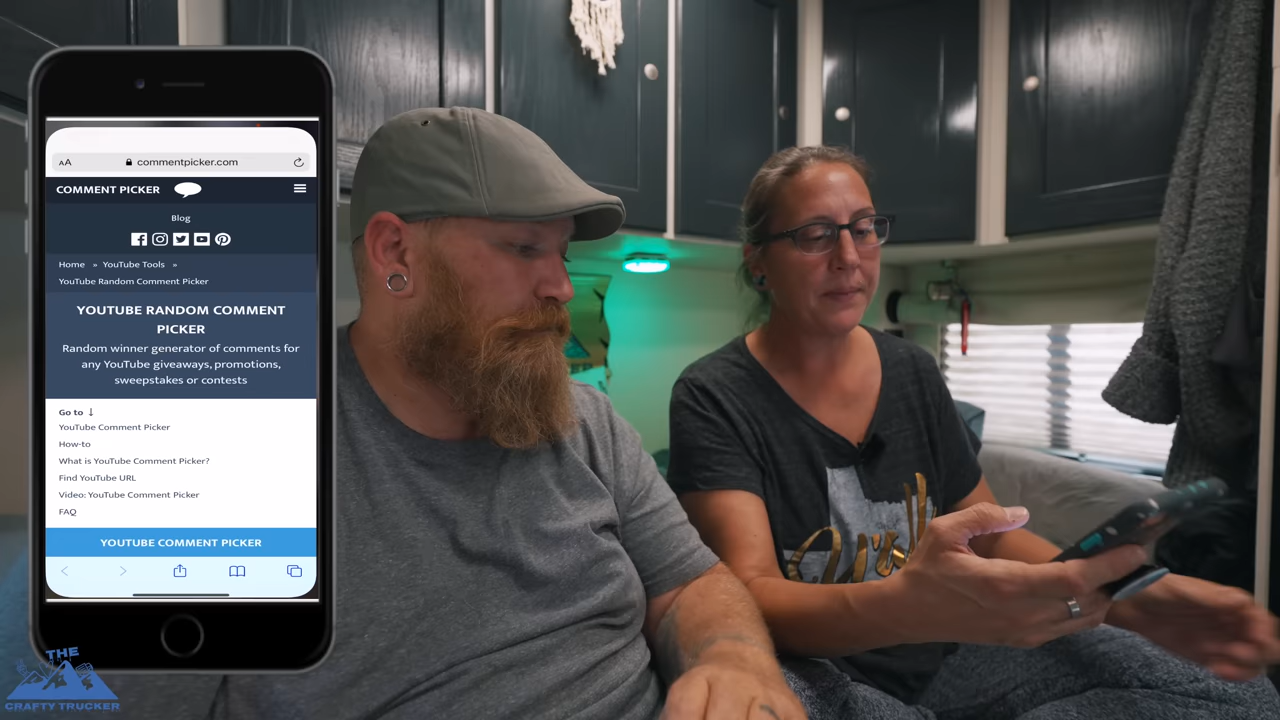 AA
commentpicker.com
COMMENT PICKER
Blog
Home » YouTube Tools »
YouTube Random Comment Picker
YOUTUBE RANDOM COMMENT
PICKER
Random winner generator of comments for
any YouTube giveaways, promotions,
sweepstakes or contests
Go to ↓
YouTube Comment Picker
How-to
What is YouTube Comment Picker?
Find YouTube URL
Video: YouTube Comment Picker
FAQ
YOUTUBE COMMENT PICKER
THE
CRAFTY TRUCKER